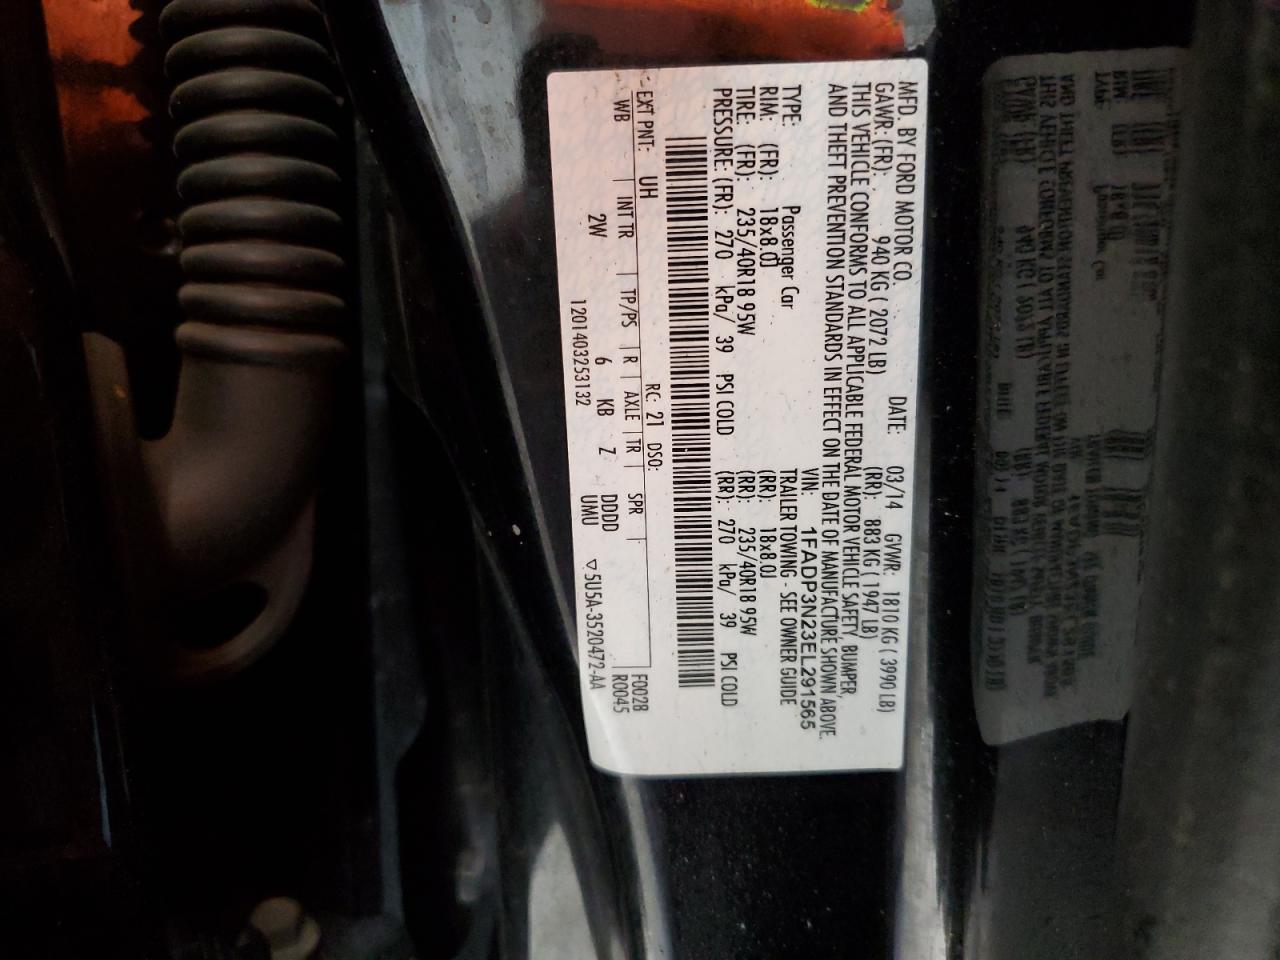 MFD. BY FORD MOTOR CO.
DATE: 03/14 GVWR: 1810 KG ( 3990 LB)
GAWR: (FR): 940 KG ( 2072 LB) (RR): 883 KG ( 1947 LB)
THIS VEHICLE CONFORMS TO ALL APPLICABLE FEDERAL MOTOR VEHICLE SAFETY, BUMPER,
AND THEFT PREVENTION STANDARDS IN EFFECT ON THE DATE OF MANUFACTURE SHOWN ABOVE.
VIN: 1FADP3N23EL291565
TYPE: Passenger Car TRAILER TOWING - SEE OWNER GUIDE
RIM: (FR): 18x8.0J (RR): 18x8.0J
TIRE: (FR): 235/40R18 95W (RR): 235/40R18 95W
PRESSURE: (FR): 270 kPa/ 39 PSI COLD (RR): 270 kPa/ 39 PSI COLD
EXT PNT: UH RC: 21 DSO: F0028
WB | INT TR | TP/PS | R | AXLE | TR | SPR | R0045
2W 6 KB Z DDDD
1201403253132 UMU ▽5U5A-3520472-AA